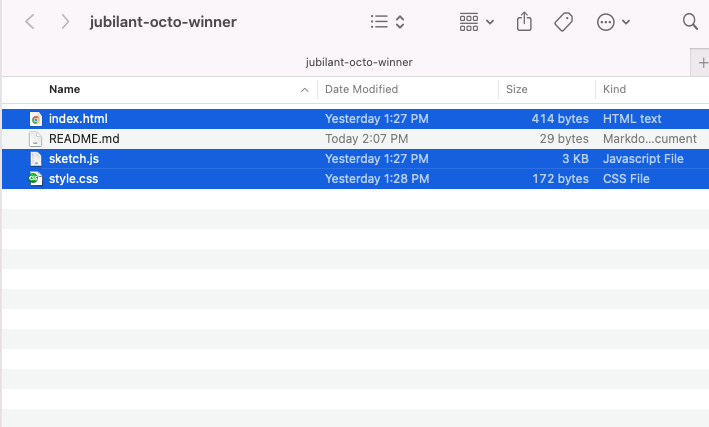 jubilant-octo-winner
jubilant-octo-winner
Name Date Modified Size Kind
index.html Yesterday 1:27 PM 414 bytes HTML text
README.md Today 2:07 PM 29 bytes Markdo...cument
sketch.js Yesterday 1:27 PM 3 KB Javascript File
CSS style.css Yesterday 1:28 PM 172 bytes CSS File